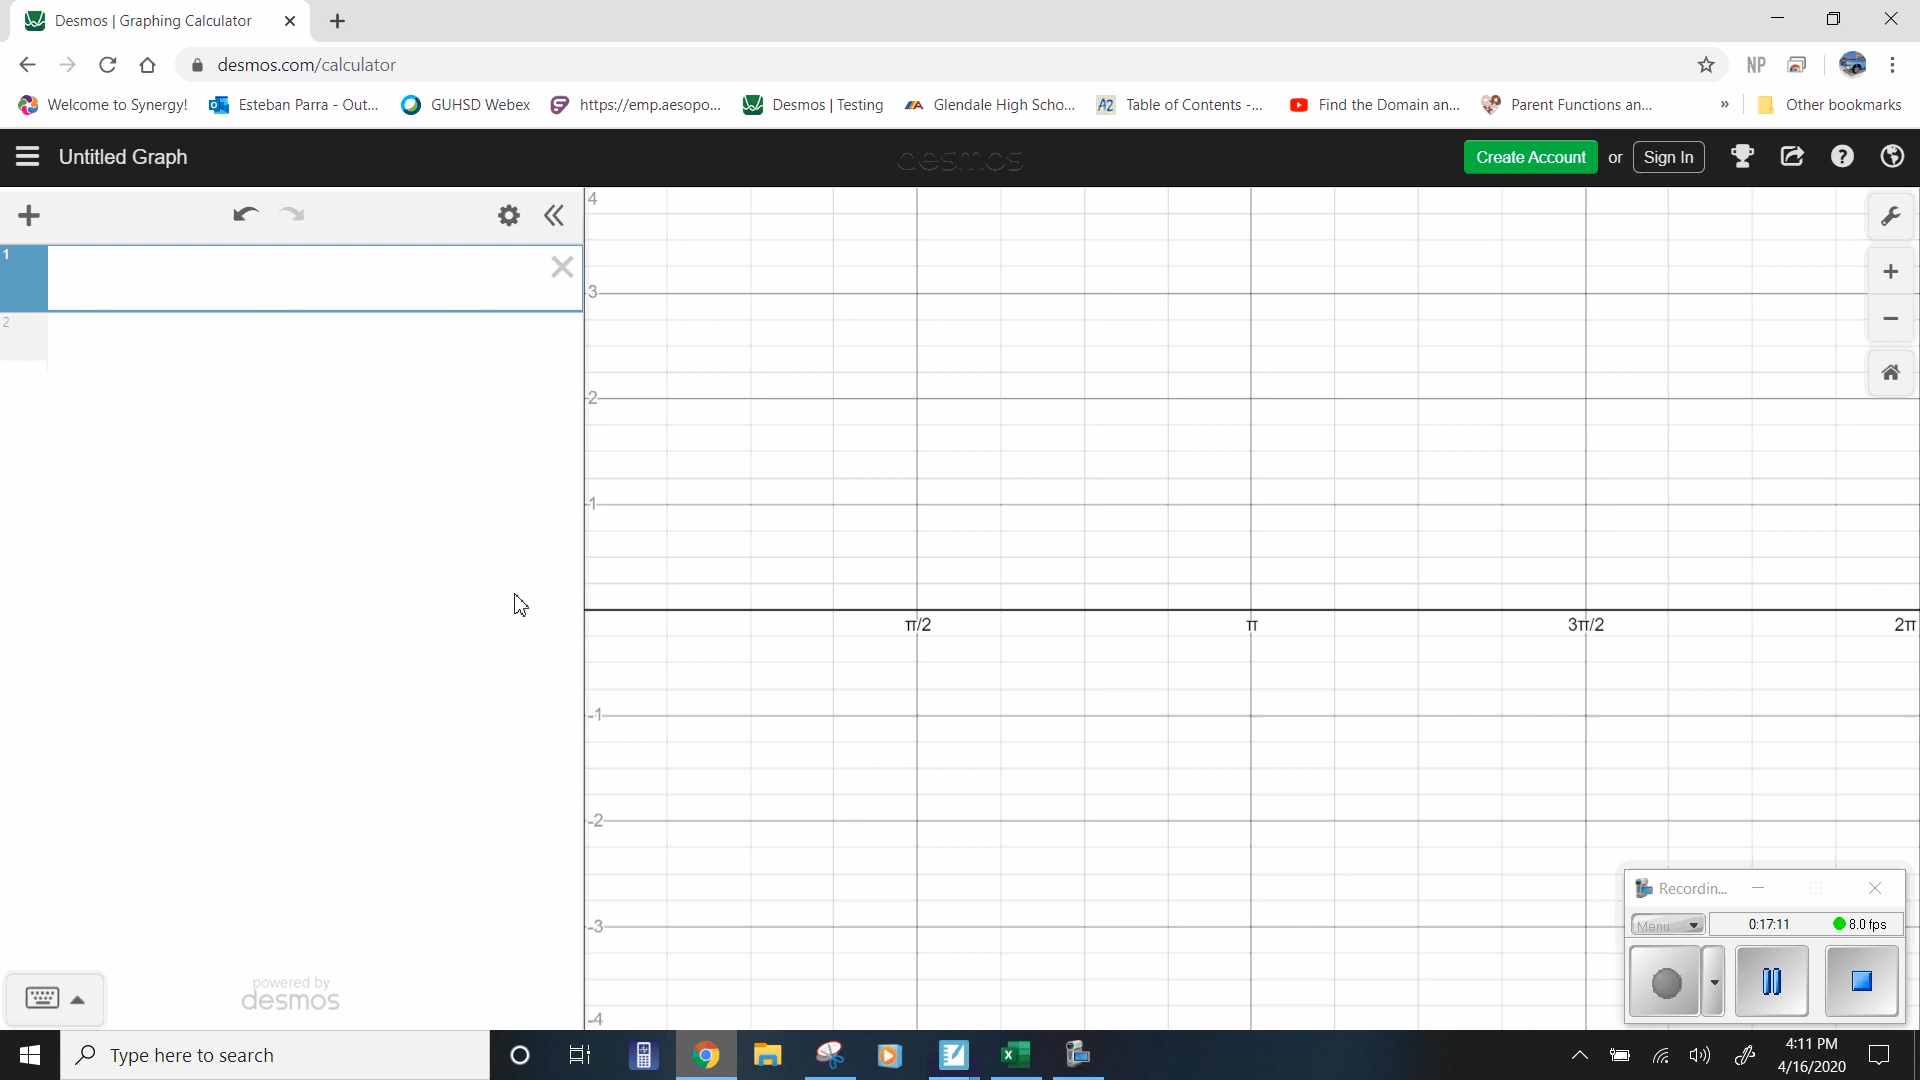 Desmos | Graphing Calculator
desmos.com/calculator
NP
Welcome to Synergy!
Esteban Parra - Out...
GUHSD Webex
https://emp.aesopo...
Desmos | Testing
Glendale High Scho...
A2
Table of Contents -...
Find the Domain an...
Parent Functions an...
»
Other bookmarks
Untitled Graph
desmos
Create Account
or
Sign In
1
2
4
3
2
1
π/2
π
3π/2
2π
-1
-2
-3
-4
powered by
desmos
Recordin...
Menu
0:17:11
8.0 fps
Type here to search
4:11 PM
4/16/2020